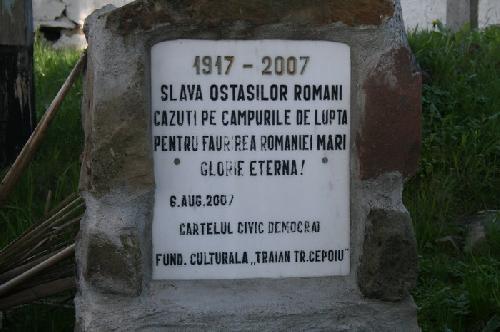 1917 - 2007
SLAVA OSTASILOR ROMANI
CAZUTI PE CAMPURILE DE LUPTA
PENTRU FAURIREA ROMANIEI MARI
GLORIE ETERNA!
6.AUG.2007
CARTELUL CIVIC DEMOCRAT
FUND. CULTURALA „TRAIAN TR.CEPOIU"